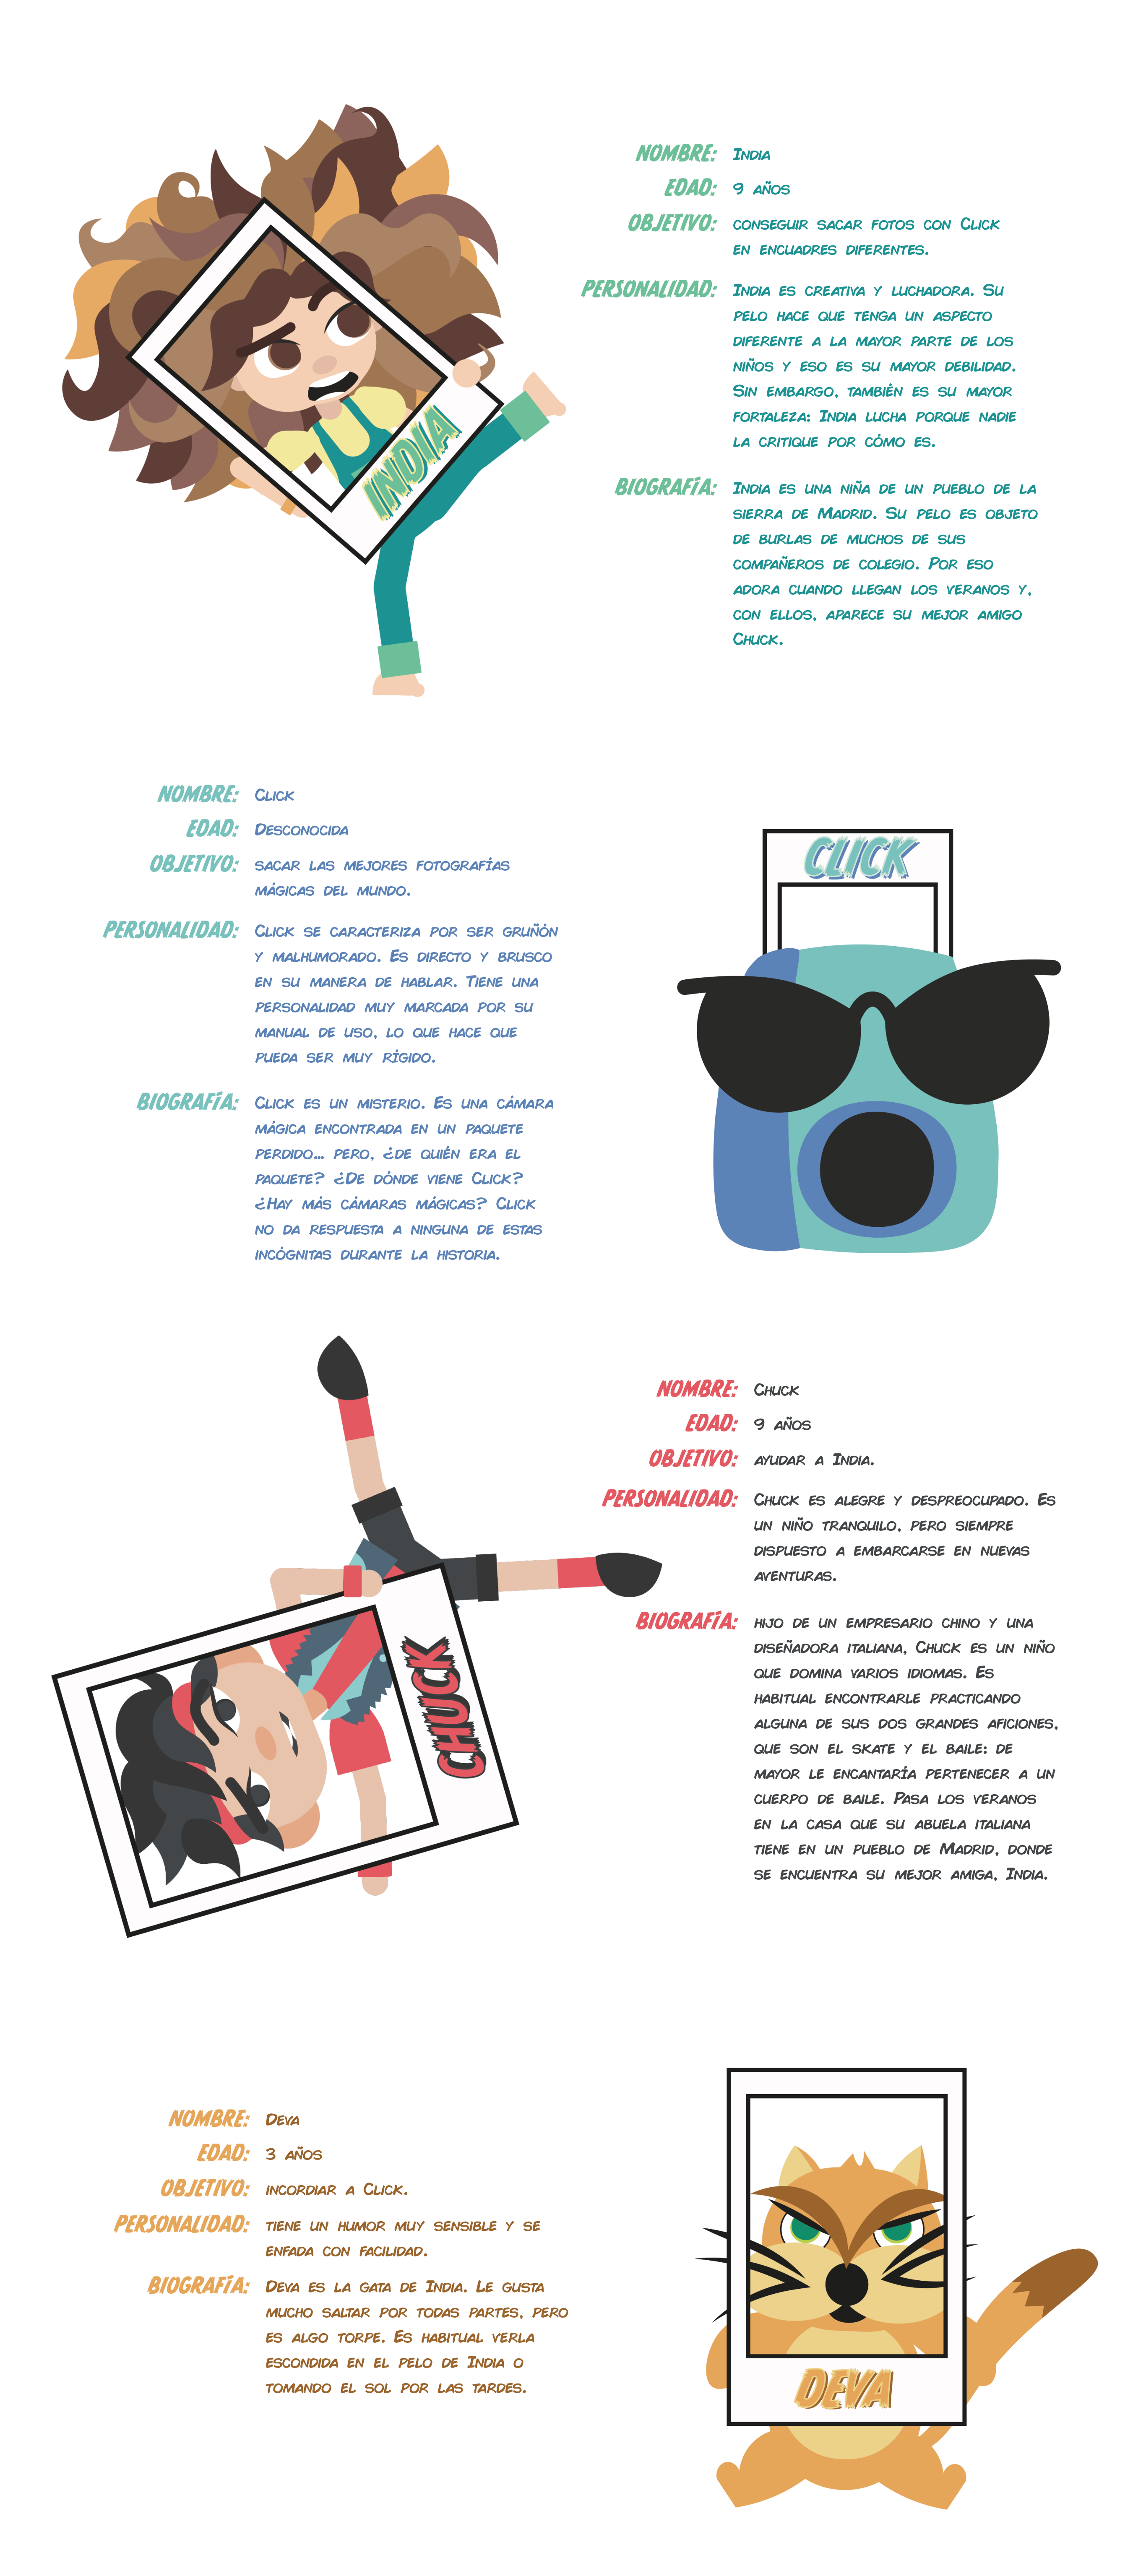 INDIA
NOMBRE: India
EDAD: 9 años
OBJETIVO: conseguir sacar fotos con Click
en encuadres diferentes.
PERSONALIDAD: India es creativa y luchadora. Su
pelo hace que tenga un aspecto
diferente a la mayor parte de los
niños y eso es su mayor debilidad.
Sin embargo, también es su mayor
fortaleza: India lucha porque nadie
la critique por cómo es.
BIOGRAFÍA: India es una niña de un pueblo de la
sierra de Madrid. Su pelo es objeto
de burlas de muchos de sus
compañeros de colegio. Por eso
adora cuando llegan los veranos y,
con ellos, aparece su mejor amigo
Chuck.
NOMBRE: Click
EDAD: Desconocida
OBJETIVO: sacar las mejores fotografías
mágicas del mundo.
PERSONALIDAD: Click se caracteriza por ser gruñón
y malhumorado. Es directo y brusco
en su manera de hablar. Tiene una
personalidad muy marcada por su
manual de uso, lo que hace que
pueda ser muy rígido.
BIOGRAFÍA: Click es un misterio. Es una cámara
mágica encontrada en un paquete
perdido... pero, ¿de quién era el
paquete? ¿De dónde viene Click?
¿Hay más cámaras mágicas? Click
no da respuesta a ninguna de estas
incógnitas durante la historia.
CLICK
CHUCK
NOMBRE: Chuck
EDAD: 9 años
OBJETIVO: ayudar a India.
PERSONALIDAD: Chuck es alegre y despreocupado. Es
un niño tranquilo, pero siempre
dispuesto a embarcarse en nuevas
aventuras.
BIOGRAFÍA: hijo de un empresario chino y una
diseñadora italiana, Chuck es un niño
que domina varios idiomas. Es
habitual encontrarle practicando
alguna de sus dos grandes aficiones,
que son el skate y el baile: de
mayor le encantaría pertenecer a un
cuerpo de baile. Pasa los veranos
en la casa que su abuela italiana
tiene en un pueblo de Madrid, donde
se encuentra su mejor amiga, India.
NOMBRE: Deva
EDAD: 3 años
OBJETIVO: incordiar a Click.
PERSONALIDAD: tiene un humor muy sensible y se
enfada con facilidad.
BIOGRAFÍA: Deva es la gata de India. Le gusta
mucho saltar por todas partes, pero
es algo torpe. Es habitual verla
escondida en el pelo de India o
tomando el sol por las tardes.
DEVA